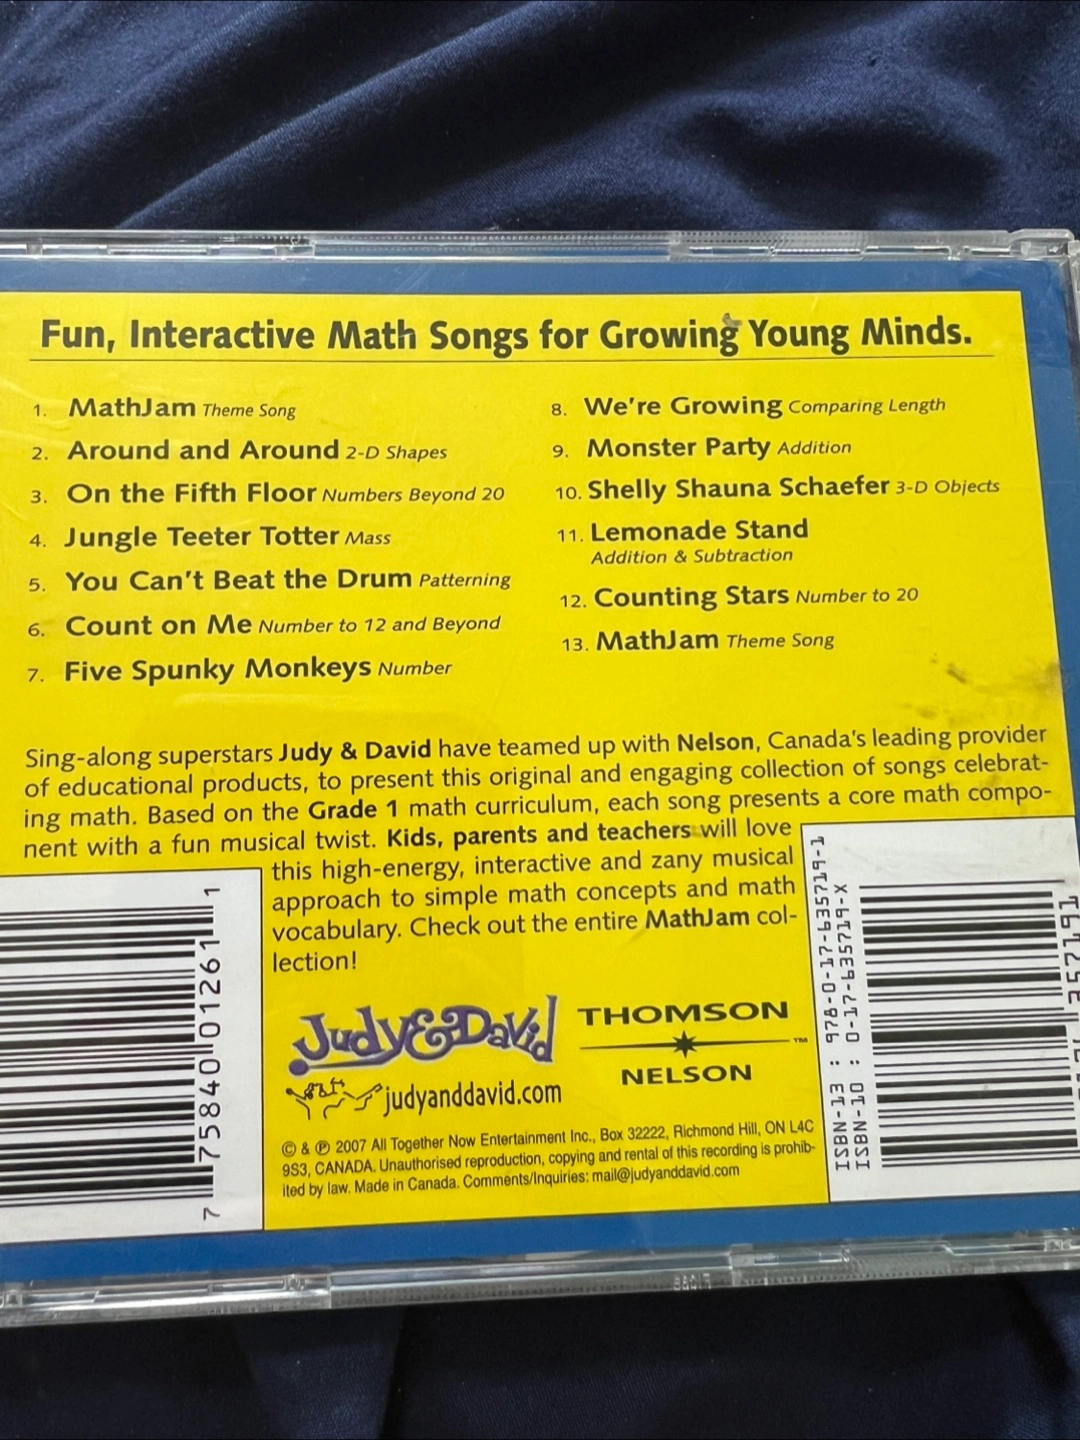 Fun, Interactive Math Songs for Growing Young Minds.
1. MathJam Theme Song
2. Around and Around 2-D Shapes
3. On the Fifth Floor Numbers Beyond 20
4. Jungle Teeter Totter Mass
5. You Can't Beat the Drum Patterning
6. Count on Me Number to 12 and Beyond
7. Five Spunky Monkeys Number
8. We're Growing Comparing Length
9. Monster Party Addition
10. Shelly Shauna Schaefer 3-D Objects
11. Lemonade Stand
Addition & Subtraction
12. Counting Stars Number to 20
13. MathJam Theme Song
Sing-along superstars Judy & David have teamed up with Nelson, Canada's leading provider
of educational products, to present this original and engaging collection of songs celebrat-
ing math. Based on the Grade 1 math curriculum, each song presents a core math compo-
nent with a fun musical twist. Kids, parents and teachers will love
this high-energy, interactive and zany musical
approach to simple math concepts and math
vocabulary. Check out the entire MathJam col-
lection!
7 75840 01261 1
Judy & David
judyanddavid.com
THOMSON
™
NELSON
© & ℗ 2007 All Together Now Entertainment Inc., Box 32222, Richmond Hill, ON L4C
9S3, CANADA. Unauthorised reproduction, copying and rental of this recording is prohib-
ited by law. Made in Canada. Comments/Inquiries: mail@judyanddavid.com
ISBN-13 : 978-0-17-635719-1
ISBN-10 : 0-17-635719-X